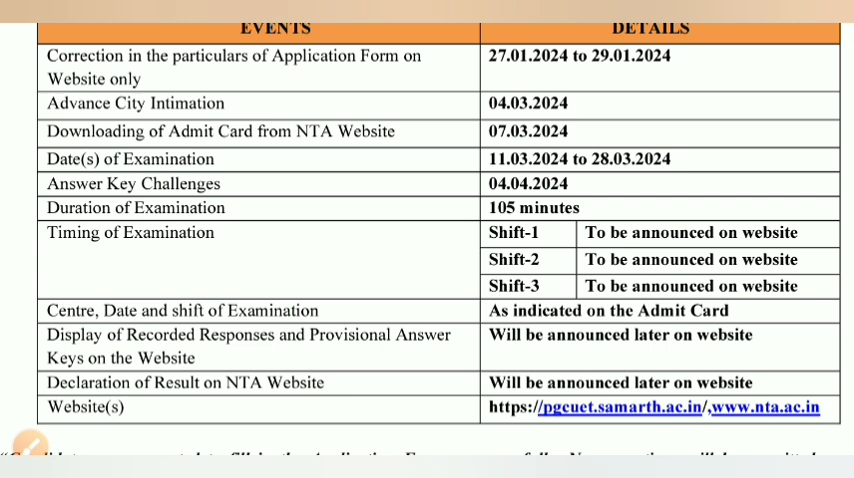 EVENTS DETAILS
Correction in the particulars of Application Form on 27.01.2024 to 29.01.2024
Website only
Advance City Intimation 04.03.2024
Downloading of Admit Card from NTA Website 07.03.2024
Date(s) of Examination 11.03.2024 to 28.03.2024
Answer Key Challenges 04.04.2024
Duration of Examination 105 minutes
Timing of Examination Shift-1 To be announced on website
Shift-2 To be announced on website
Shift-3 To be announced on website
Centre, Date and shift of Examination As indicated on the Admit Card
Display of Recorded Responses and Provisional Answer Will be announced later on website
Keys on the Website
Declaration of Result on NTA Website Will be announced later on website
Website(s) https://pgcuet.samarth.ac.in/,www.nta.ac.in